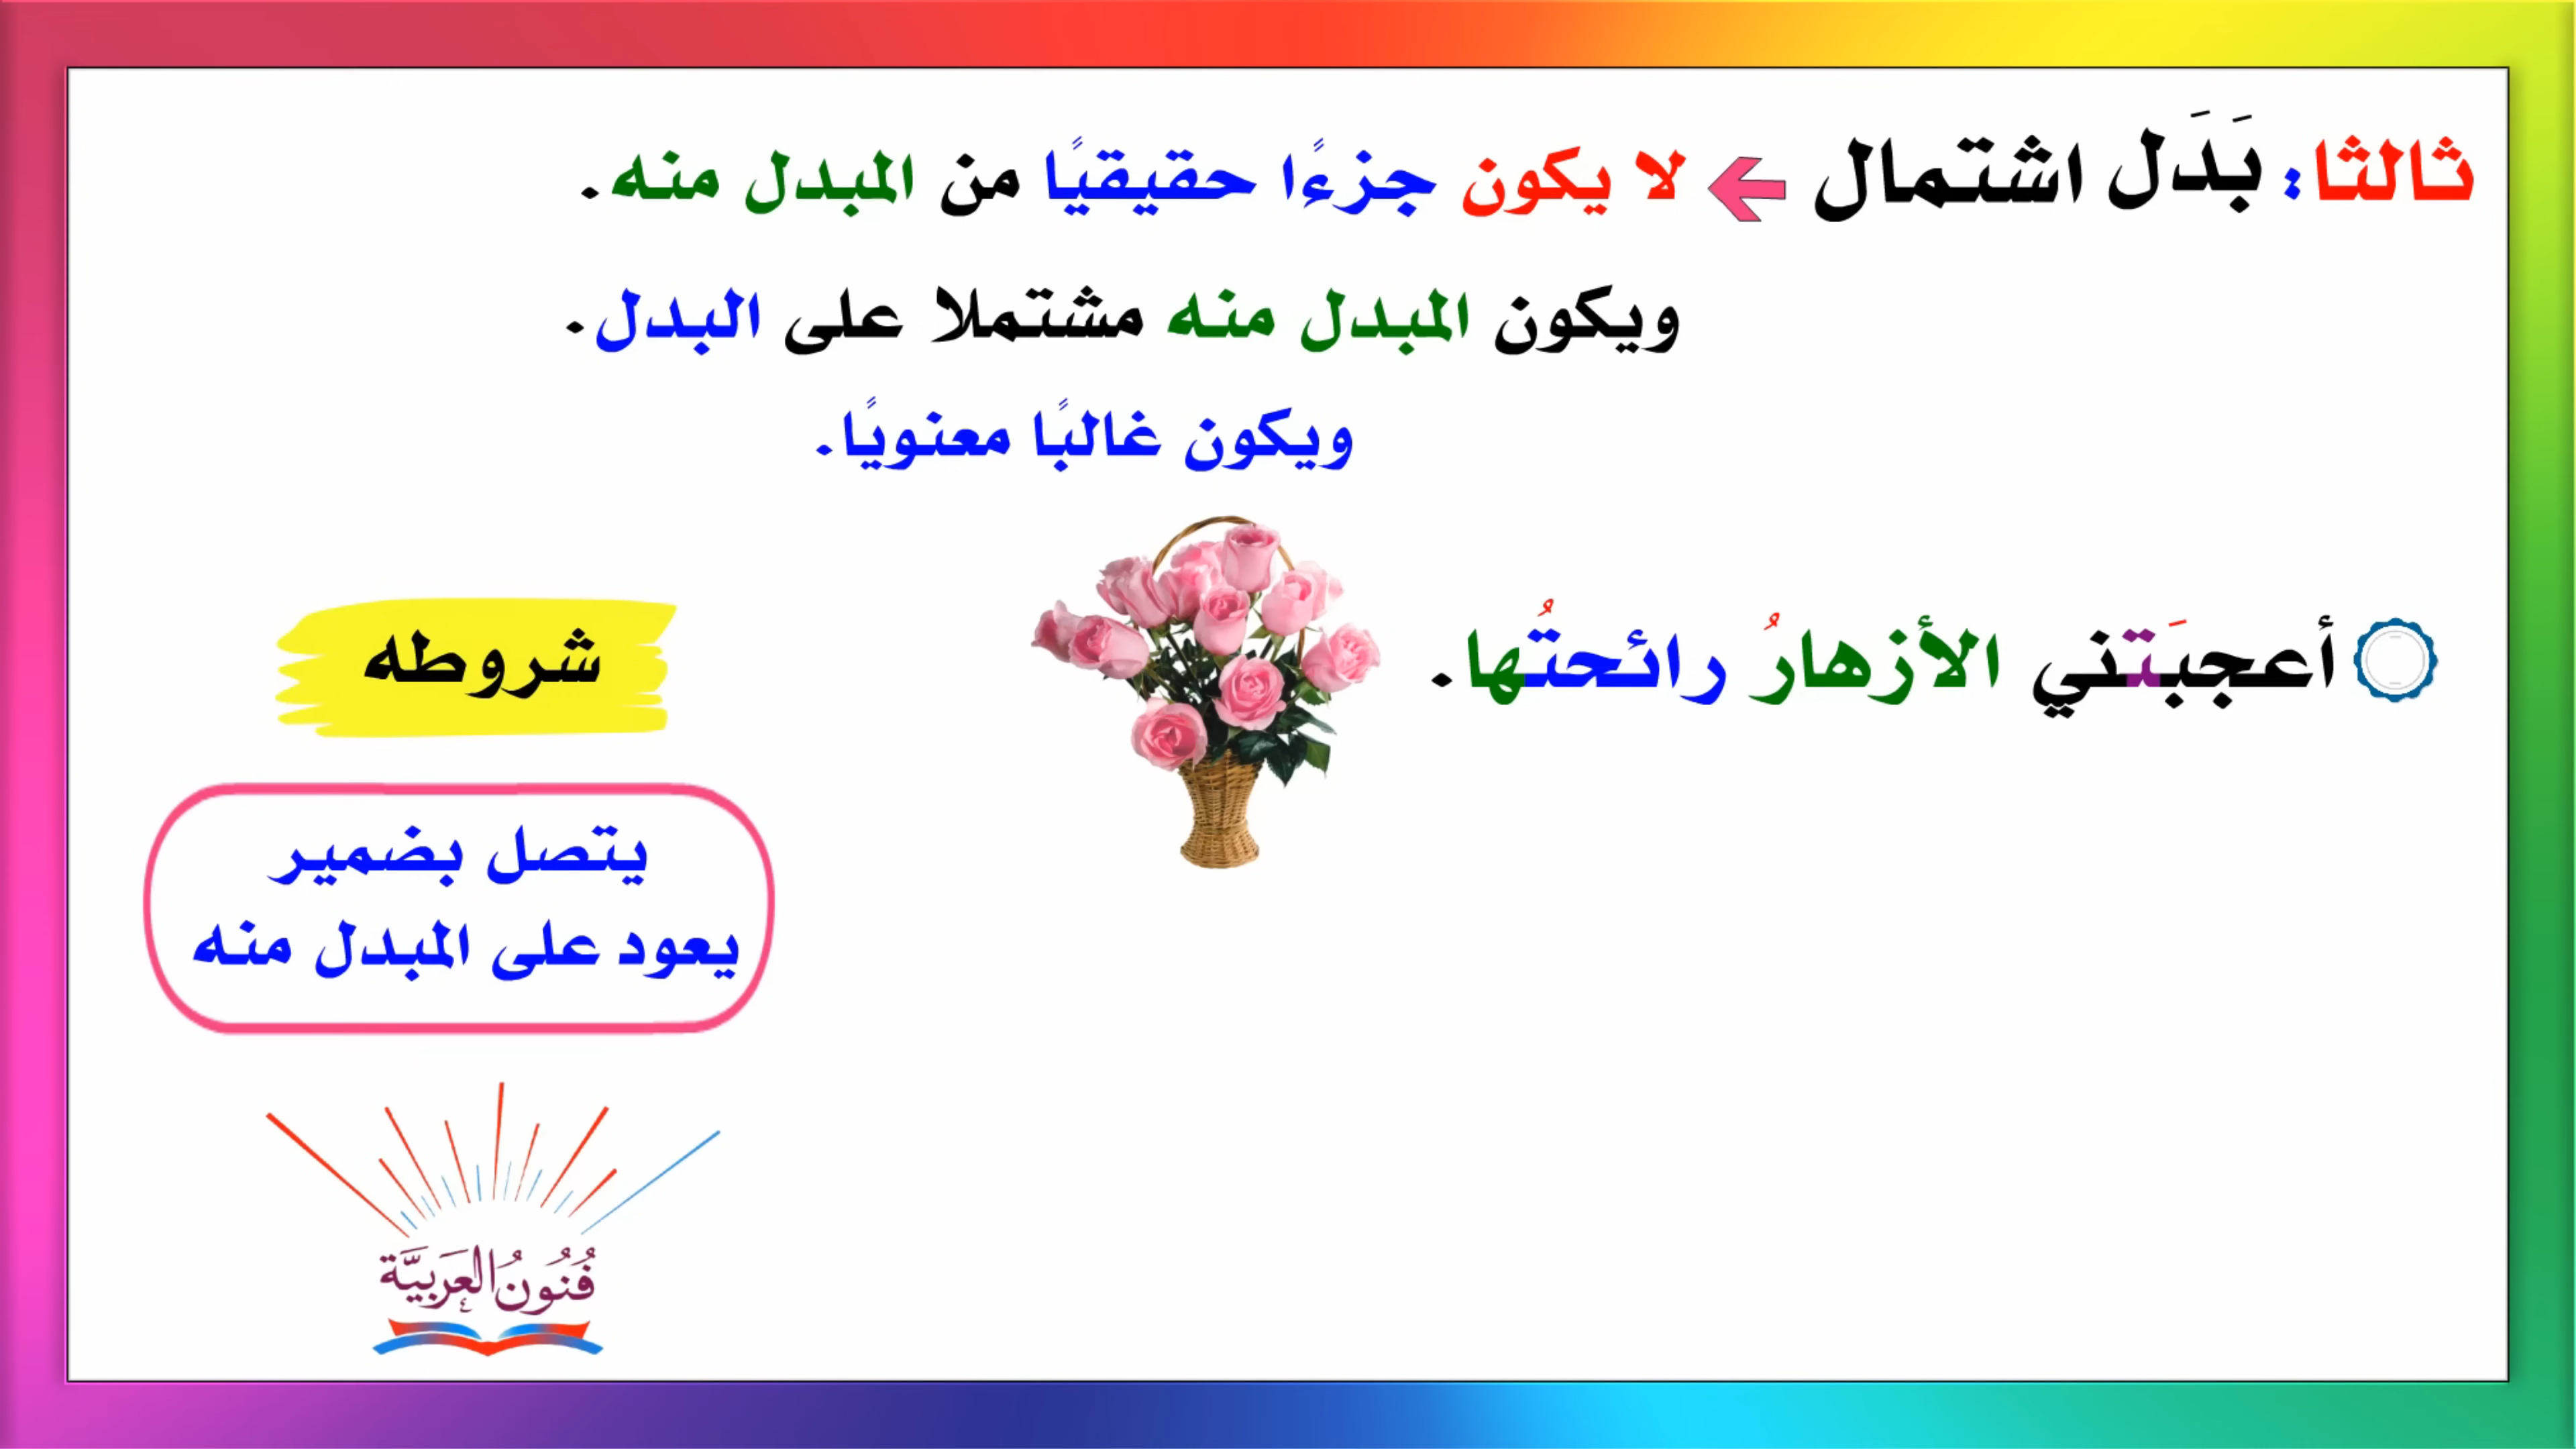 ثالثا: بَدَل اشتمال لا يكون جزءًا حقيقيًا من المبدل منه.
ويكون المبدل منه مشتملا على البدل.
ويكون غالبًا معنويًا.
أعجبَتني الأزهارُ رائحتُها.
شروطه
يتصل بضمير
يعود على المبدل منه
فُنُونُ العَرَبِيَّة